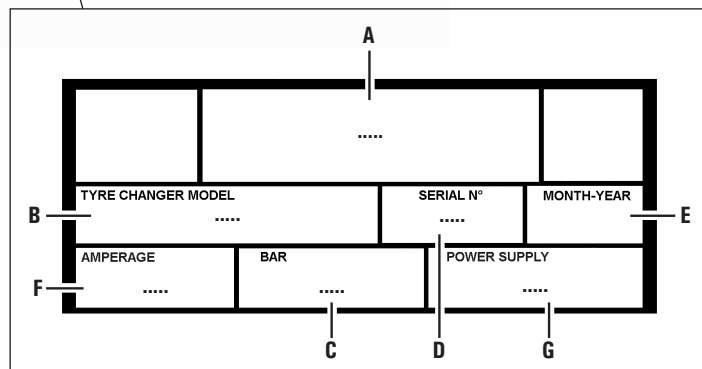 A
.....
TYRE CHANGER MODEL SERIAL N° MONTH-YEAR
B ..... ..... E
AMPERAGE BAR POWER SUPPLY
F ..... ..... .....
C D G